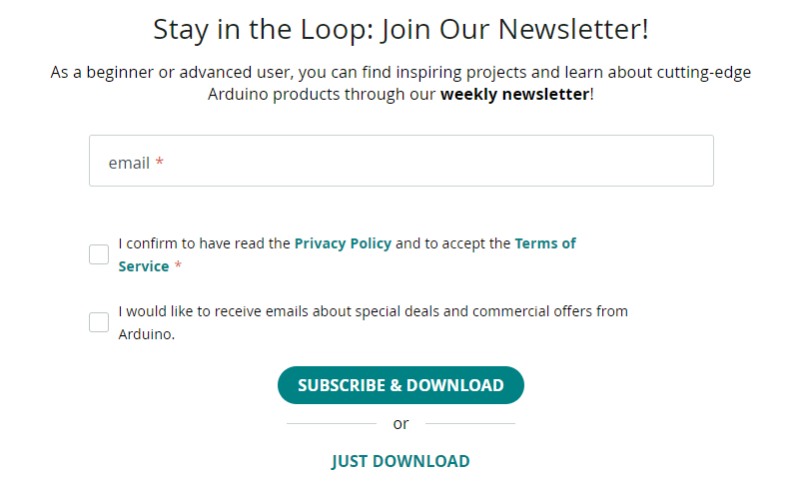 Stay in the Loop: Join Our Newsletter!
As a beginner or advanced user, you can find inspiring projects and learn about cutting-edge
Arduino products through our weekly newsletter!
email *
I confirm to have read the Privacy Policy and to accept the Terms of
Service *
I would like to receive emails about special deals and commercial offers from
Arduino.
SUBSCRIBE & DOWNLOAD
or
JUST DOWNLOAD